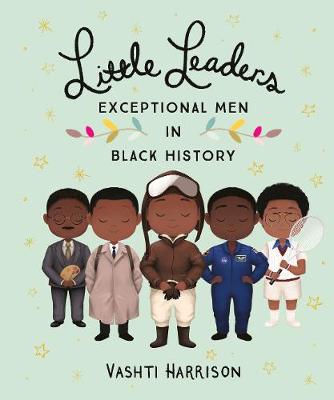 Little Leaders
EXCEPTIONAL MEN
IN
BLACK HISTORY
VASHTI HARRISON